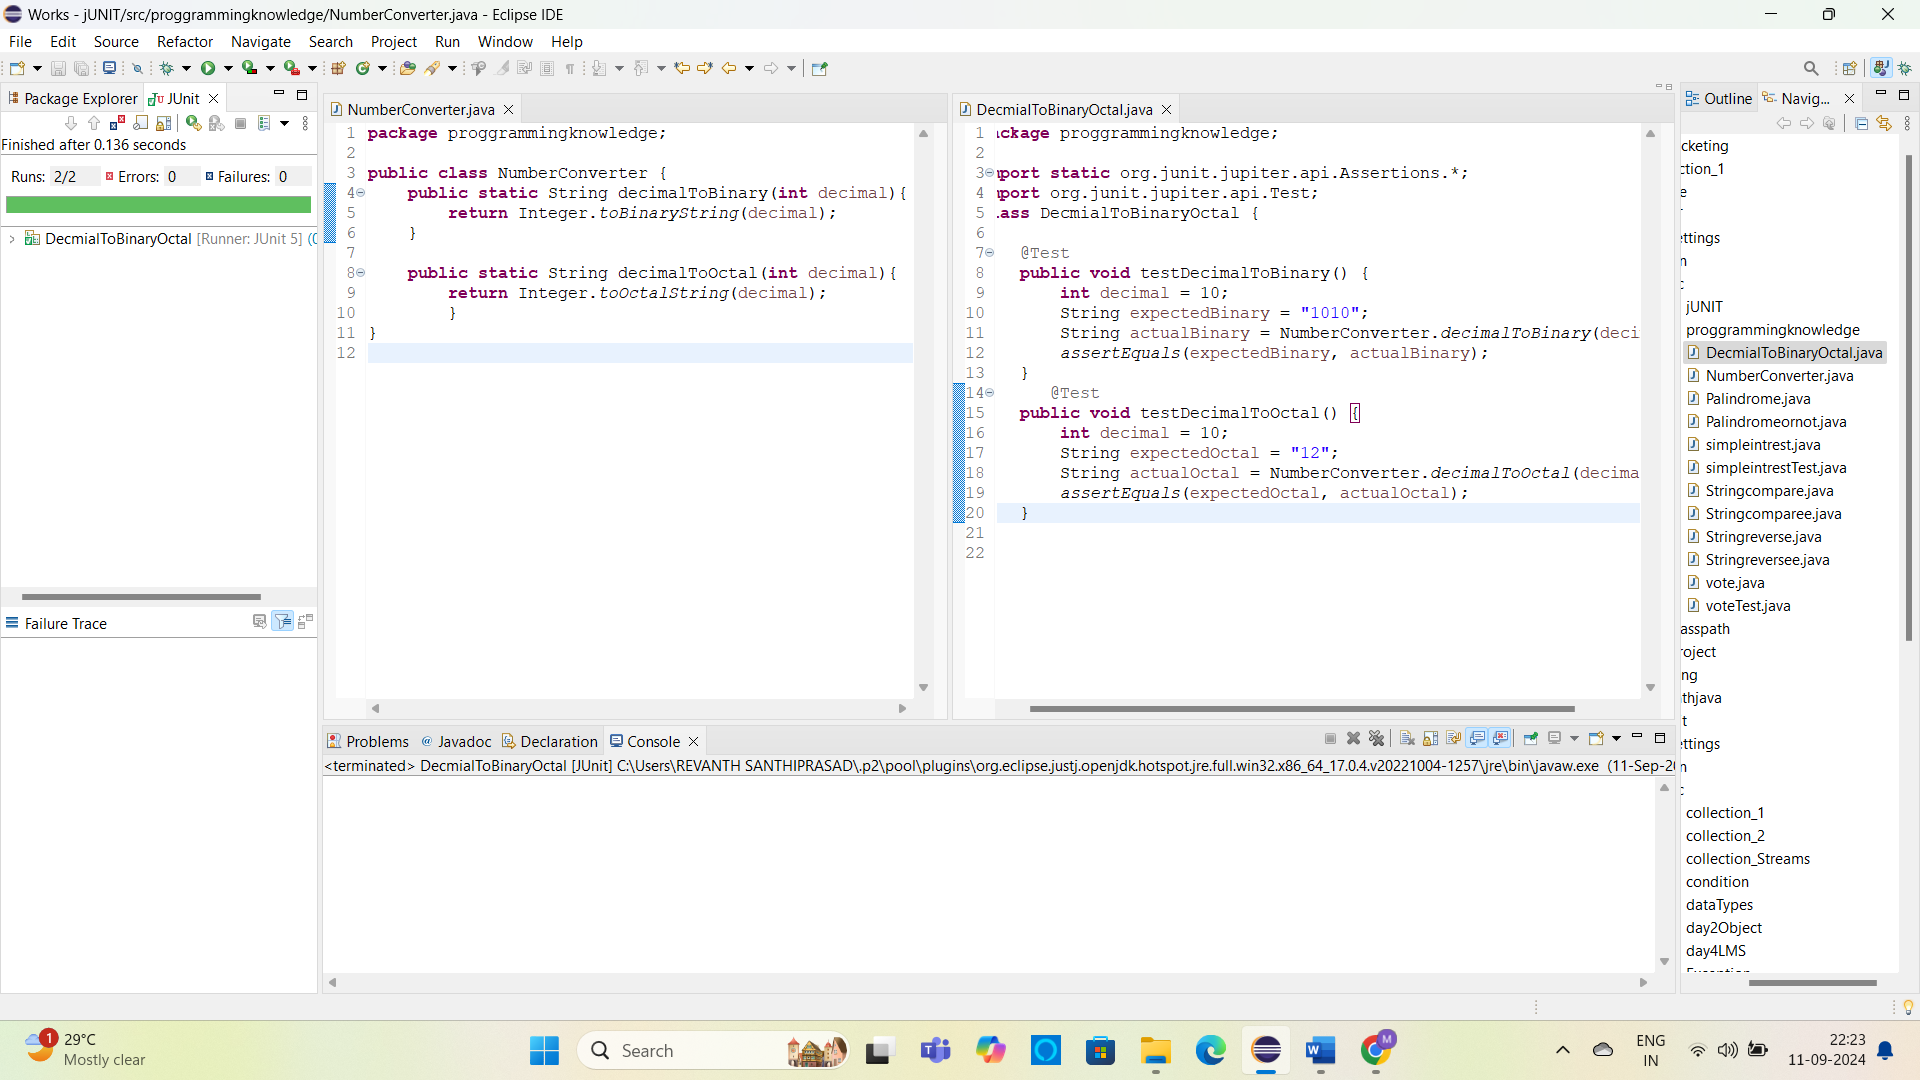 Works - jUNIT/src/proggrammingknowledge/NumberConverter.java - Eclipse IDE
File Edit Source Refactor Navigate Search Project Run Window Help
Package Explorer JUnit
Finished after 0.136 seconds
Runs: 2/2 Errors: 0 Failures: 0
DecmialToBinaryOctal [Runner: JUnit 5]
Failure Trace
NumberConverter.java
1 package proggrammingknowledge;
2
3 public class NumberConverter {
4 public static String decimalToBinary(int decimal){
5 return Integer.toBinaryString(decimal);
6 }
7
8 public static String decimalToOctal(int decimal){
9 return Integer.toOctalString(decimal);
10 }
11 }
12
DecmialToBinaryOctal.java
1 ckage proggrammingknowledge;
2
3 port static org.junit.jupiter.api.Assertions.*;
4 port org.junit.jupiter.api.Test;
5 ass DecmialToBinaryOctal {
6
7 @Test
8 public void testDecimalToBinary() {
9 int decimal = 10;
10 String expectedBinary = "1010";
11 String actualBinary = NumberConverter.decimalToBinary(deci
12 assertEquals(expectedBinary, actualBinary);
13 }
14 @Test
15 public void testDecimalToOctal() {
16 int decimal = 10;
17 String expectedOctal = "12";
18 String actualOctal = NumberConverter.decimalToOctal(decima
19 assertEquals(expectedOctal, actualOctal);
20 }
21
22
Problems Javadoc Declaration Console
<terminated> DecmialToBinaryOctal [JUnit] C:\Users\REVANTH SANTHIPRASAD\.p2\pool\plugins\org.eclipse.justj.openjdk.hotspot.jre.full.win32.x86_64_17.0.4.v20221004-1257\jre\bin\javaw.exe (11-Sep-20
Outline Navig...
cketing
ction_1
e
ettings
n
c
jUNIT
proggrammingknowledge
DecmialToBinaryOctal.java
NumberConverter.java
Palindrome.java
Palindromeornot.java
simpleintrest.java
simpleintrestTest.java
Stringcompare.java
Stringcomparee.java
Stringreverse.java
Stringreversee.java
vote.java
voteTest.java
asspath
roject
ng
thjava
t
ettings
n
c
collection_1
collection_2
collection_Streams
condition
dataTypes
day2Object
day4LMS
1
29°C
Mostly clear
Search
M
ENG
IN
22:23
11-09-2024